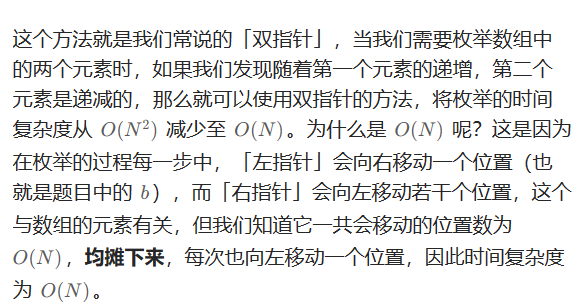 这个方法就是我们常说的「双指针」，当我们需要枚举数组中
的两个元素时，如果我们发现随着第一个元素的递增，第二个
元素是递减的，那么就可以使用双指针的方法，将枚举的时间
复杂度从 O(N²) 减少至 O(N)。为什么是 O(N) 呢？这是因为
在枚举的过程每一步中，「左指针」会向右移动一个位置（也
就是题目中的 b），而「右指针」会向左移动若干个位置，这个
与数组的元素有关，但我们知道它一共会移动的位置数为
O(N)，均摊下来，每次也向左移动一个位置，因此时间复杂度
为 O(N)。